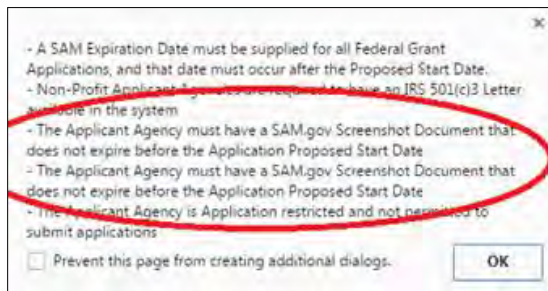 - A SAM Expiration Date must be supplied for all Federal Grant
Applications, and that date must occur after the Proposed Start Date.
- Non-Profit Applicant Agencies are required to have an IRS 501(c)3 Letter
available in the system
- The Applicant Agency must have a SAM.gov Screenshot Document that
does not expire before the Application Proposed Start Date
- The Applicant Agency must have a SAM.gov Screenshot Document that
does not expire before the Application Proposed Start Date
- The Applicant Agency is Application restricted and not permitted to
submit applications
Prevent this page from creating additional dialogs.
OK